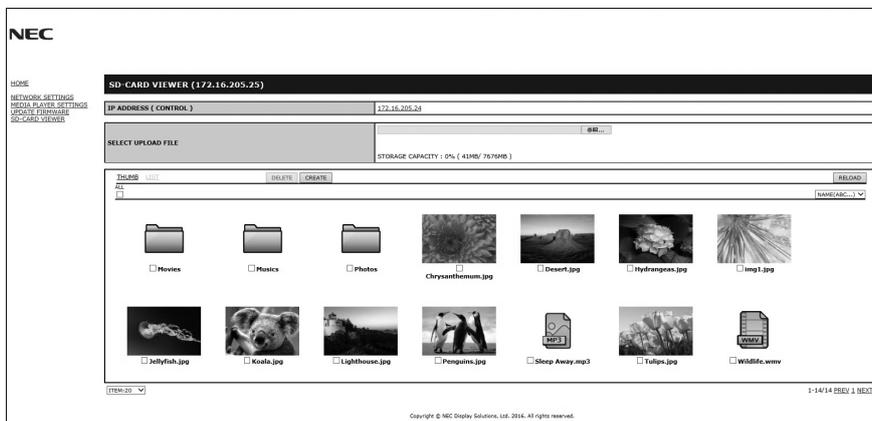 NEC
HOME
NETWORK SETTINGS
MEDIA PLAYER SETTINGS
UPDATE FIRMWARE
SD-CARD VIEWER
SD-CARD VIEWER (172.16.205.25)
IP ADDRESS ( CONTROL )
172.16.205.24
SELECT UPLOAD FILE
参照...
STORAGE CAPACITY : 0% ( 41MB/ 7676MB )
THUMB LIST DELETE CREATE RELOAD
ALL
NAME(ABC...)
Movies Musics Photos Chrysanthemum.jpg Desert.jpg Hydrangeas.jpg img1.jpg
MP3 WMV
Jellyfish.jpg Koala.jpg Lighthouse.jpg Penguins.jpg Sleep Away.mp3 Tulips.jpg Wildlife.wmv
ITEM-20
1-14/14 PREV 1 NEXT
Copyright © NEC Display Solutions, Ltd. 2016. All rights reserved.